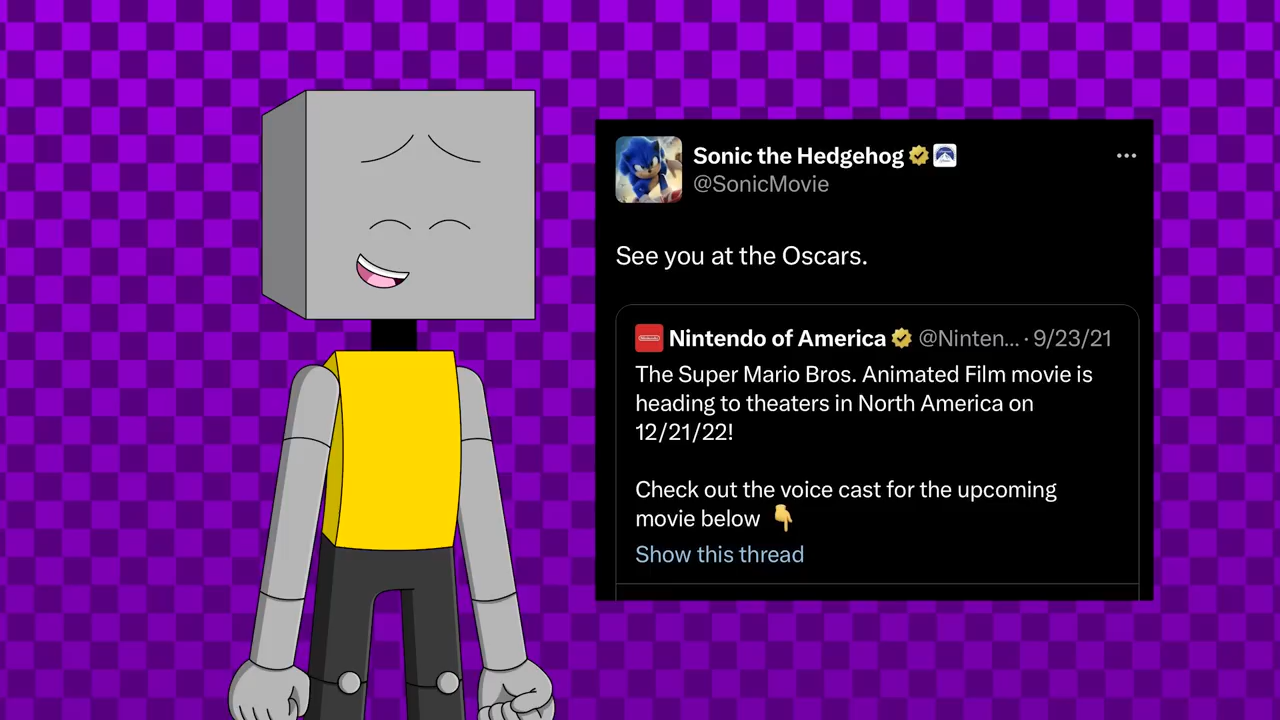 Sonic the Hedgehog
@SonicMovie
See you at the Oscars.
Nintendo of America @Ninten... · 9/23/21
The Super Mario Bros. Animated Film movie is
heading to theaters in North America on
12/21/22!
Check out the voice cast for the upcoming
movie below 👇
Show this thread